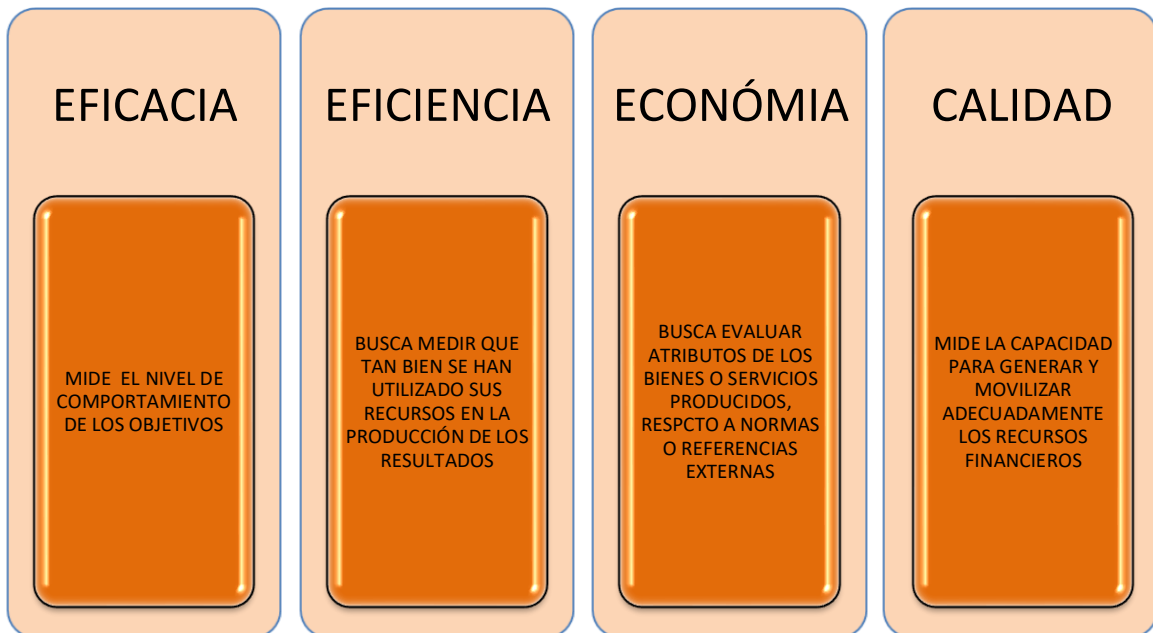 EFICACIA
MIDE EL NIVEL DE
COMPORTAMIENTO
DE LOS OBJETIVOS
EFICIENCIA
BUSCA MEDIR QUE
TAN BIEN SE HAN
UTILIZADO SUS
RECURSOS EN LA
PRODUCCIÓN DE LOS
RESULTADOS
ECONÓMIA
BUSCA EVALUAR
ATRIBUTOS DE LOS
BIENES O SERVICIOS
PRODUCIDOS,
RESPCTO A NORMAS
O REFERENCIAS
EXTERNAS
CALIDAD
MIDE LA CAPACIDAD
PARA GENERAR Y
MOVILIZAR
ADECUADAMENTE
LOS RECURSOS
FINANCIEROS